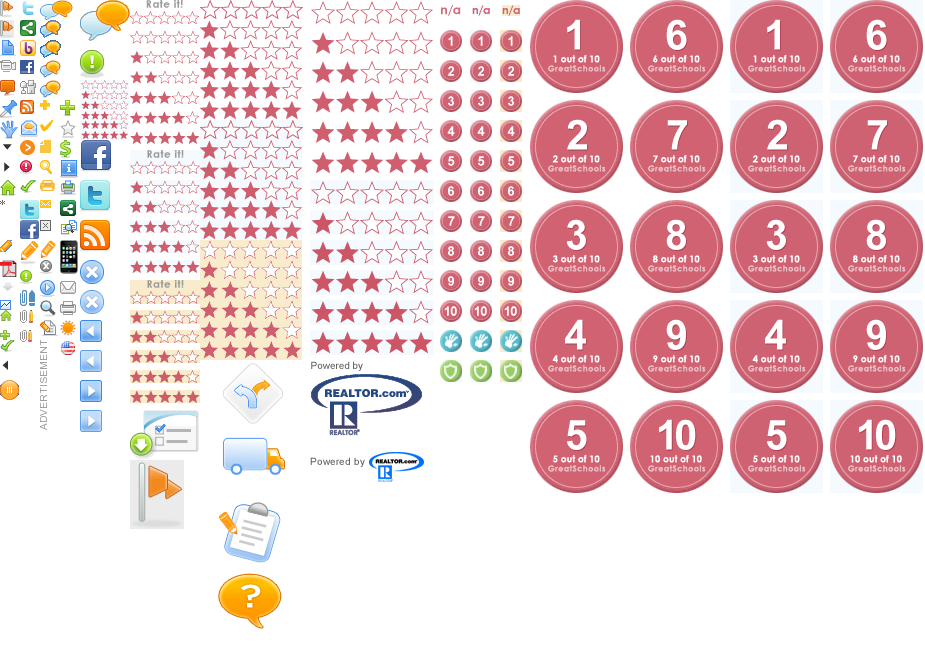 Rate it!
Rate it!
Rate it!
n/a n/a n/a
1 1 1
2 2 2
3 3 3
4 4 4
5 5 5
6 6 6
7 7 7
8 8 8
9 9 9
10 10 10
ADVERTISEMENT
Powered by
REALTOR.com
R
REALTOR
Powered by REALTOR.com
1 6 1 6
1 out of 10 6 out of 10 1 out of 10 6 out of 10
GreatSchools GreatSchools GreatSchools GreatSchools
2 7 2 7
2 out of 10 7 out of 10 2 out of 10 7 out of 10
GreatSchools GreatSchools GreatSchools GreatSchools
3 8 3 8
3 out of 10 8 out of 10 3 out of 10 8 out of 10
GreatSchools GreatSchools GreatSchools GreatSchools
4 9 4 9
4 out of 10 9 out of 10 4 out of 10 9 out of 10
GreatSchools GreatSchools GreatSchools GreatSchools
5 10 5 10
5 out of 10 10 out of 10 5 out of 10 10 out of 10
GreatSchools GreatSchools GreatSchools GreatSchools